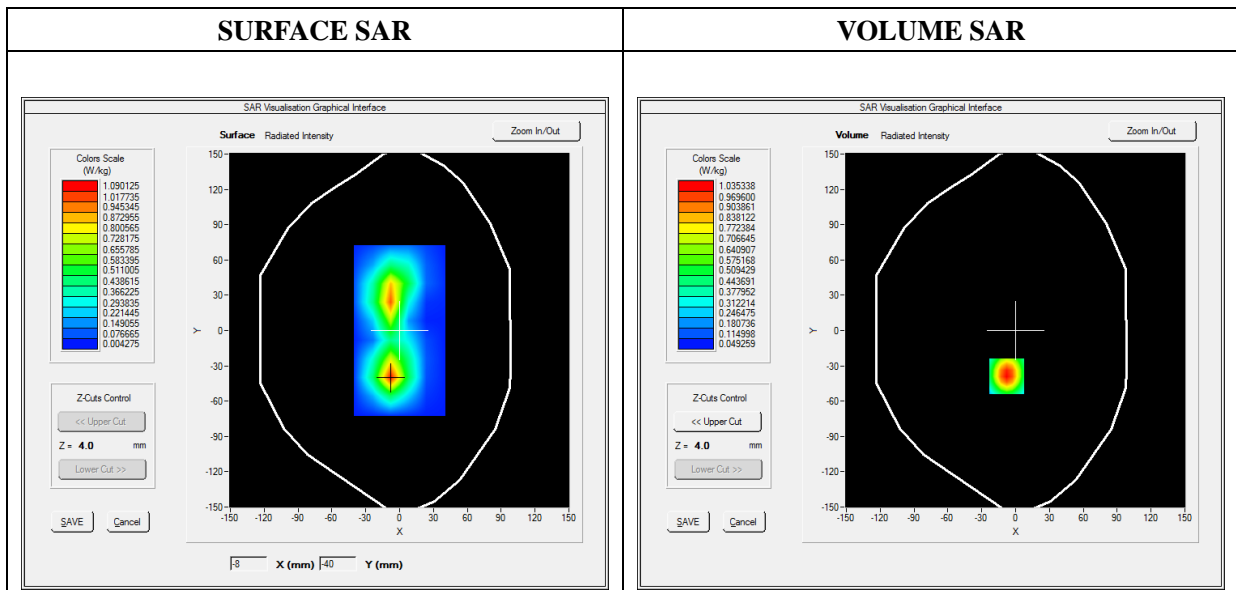 SURFACE SAR
VOLUME SAR
SAR Visualisation Graphical Interface
Surface Radiated Intensity
Zoom In/Out
Colors Scale
(W/kg)
1.090125
1.017735
0.945345
0.872955
0.800565
0.728175
0.655785
0.583395
0.511005
0.438615
0.366225
0.293835
0.221445
0.149055
0.076665
0.004275
Z-Cuts Control
<< Upper Cut
Z = 4.0 mm
Lower Cut >>
SAVE Cancel
150
120
90
60
30
0
-30
-60
-90
-120
-150
Y
-150 -120 -90 -60 -30 0 30 60 90 120 150
X
-8 X (mm) -40 Y (mm)
SAR Visualisation Graphical Interface
Volume Radiated Intensity
Zoom In/Out
Colors Scale
(W/kg)
1.035338
0.969600
0.903861
0.838122
0.772384
0.706645
0.640907
0.575168
0.509429
0.443691
0.377952
0.312214
0.246475
0.180736
0.114998
0.049259
Z-Cuts Control
<< Upper Cut
Z = 4.0 mm
Lower Cut >>
SAVE Cancel
150
120
90
60
30
0
-30
-60
-90
-120
-150
Y
-150 -120 -90 -60 -30 0 30 60 90 120 150
X